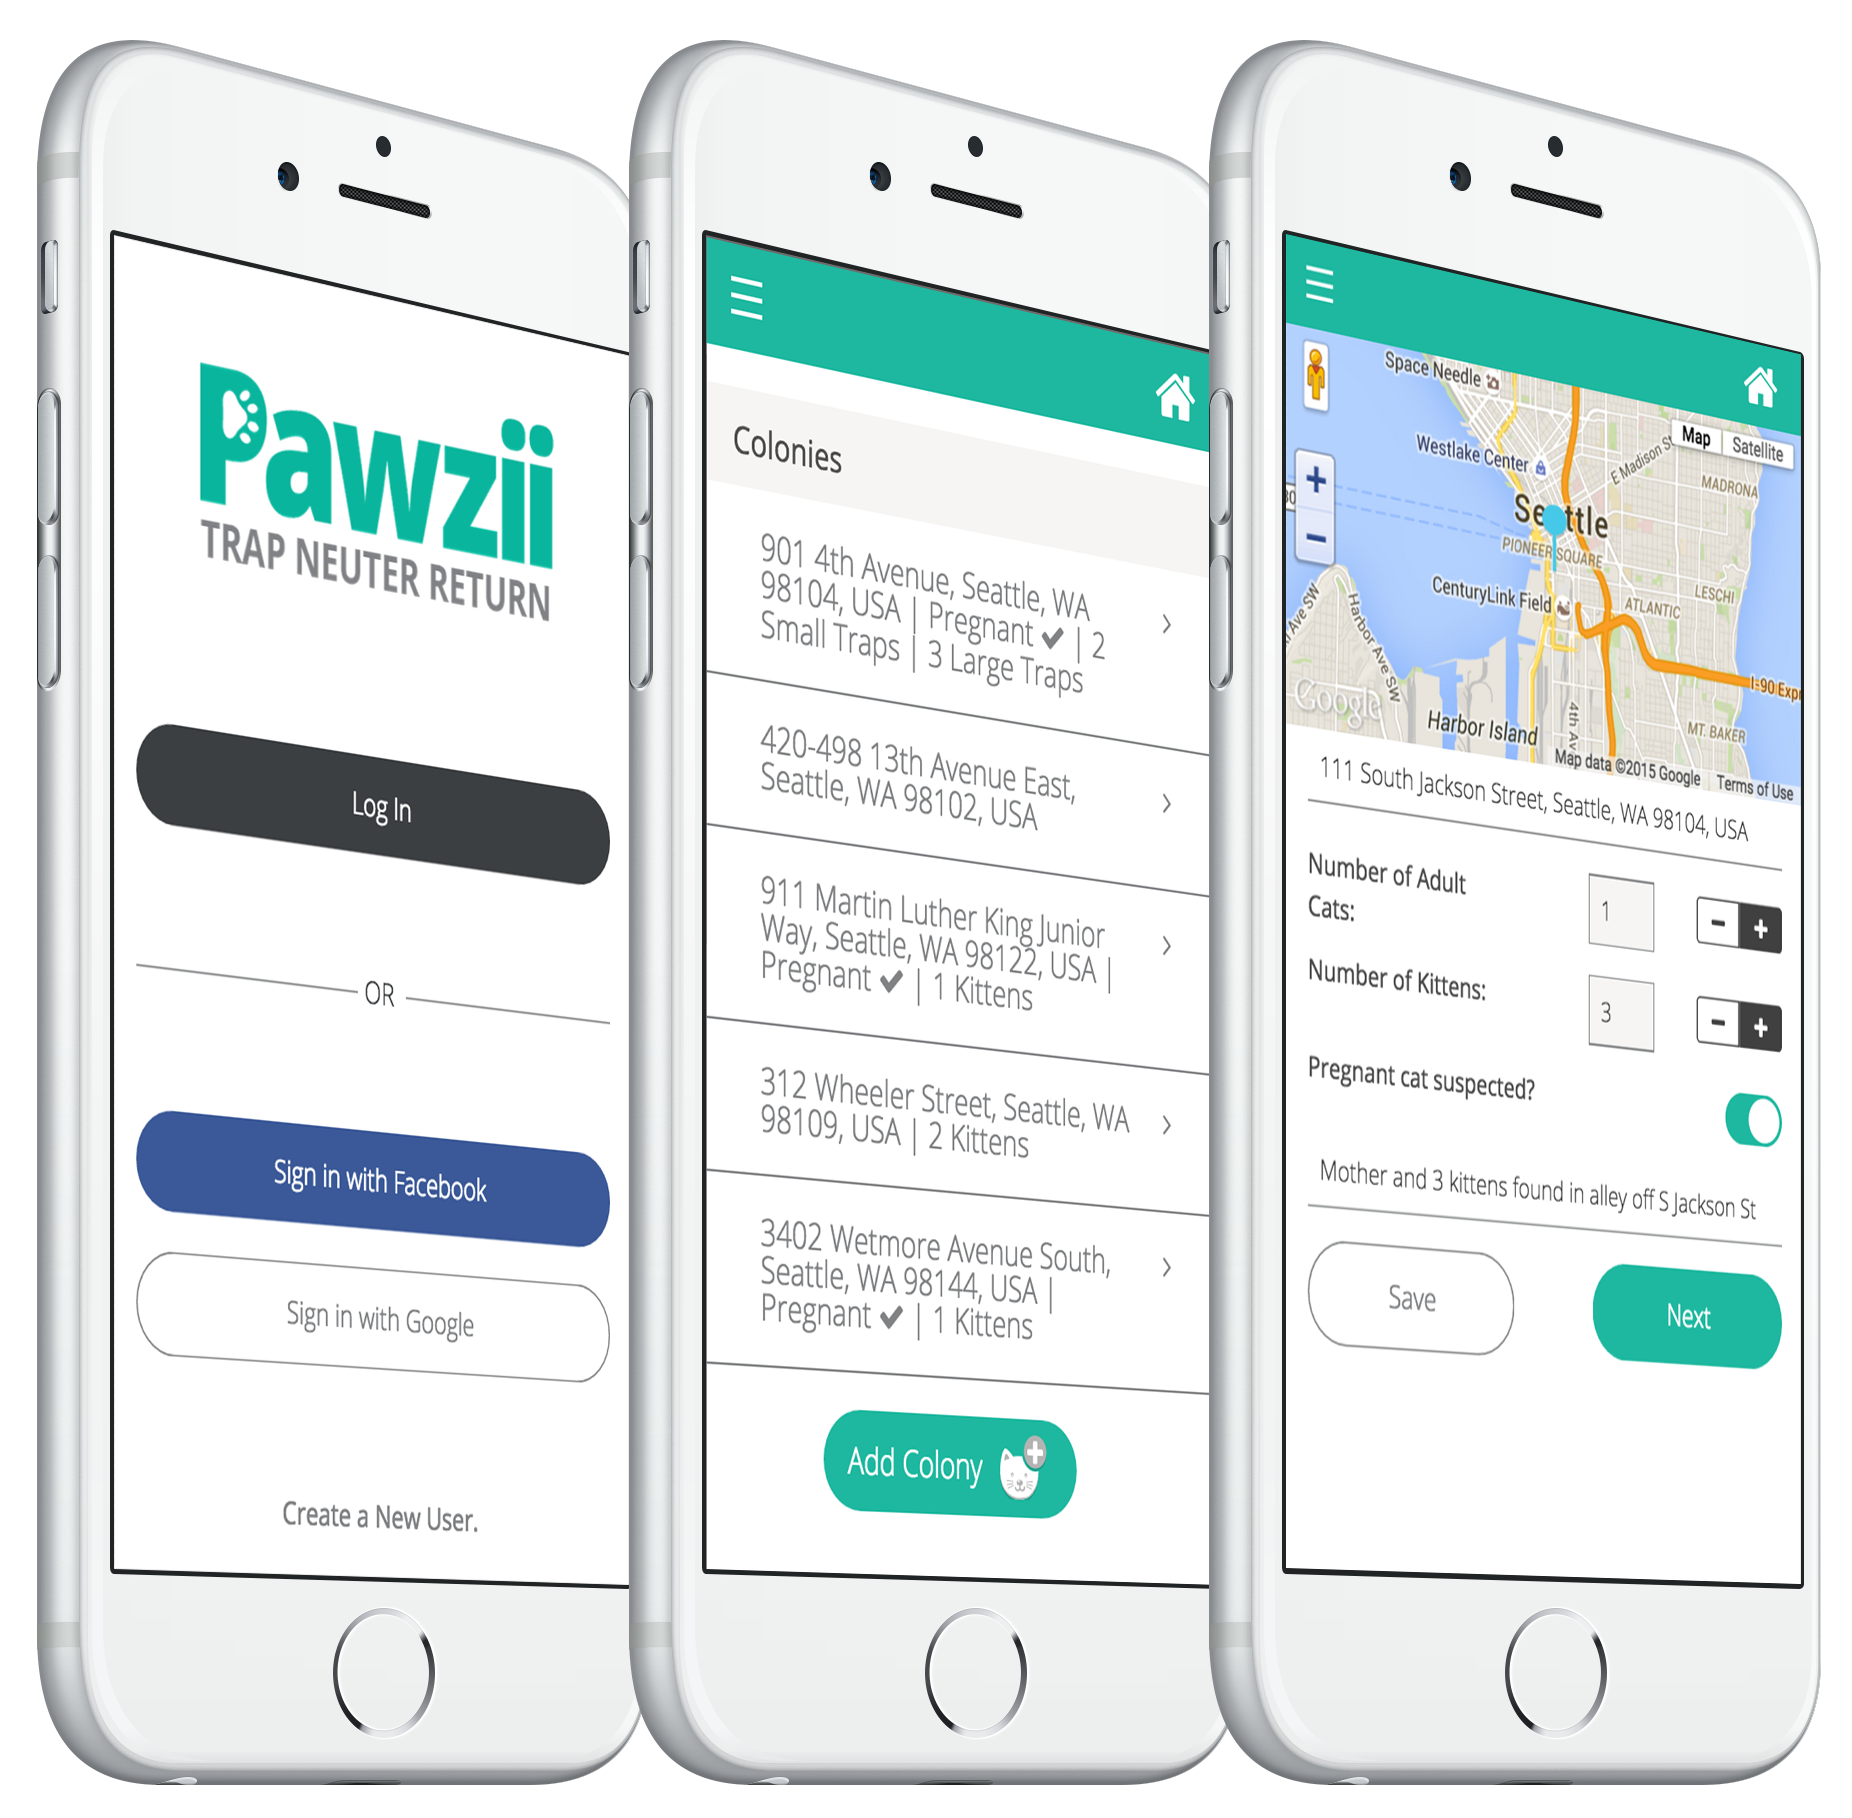 Pawzii
TRAP NEUTER RETURN
Log In
OR
Sign in with Facebook
Sign in with Google
Create a New User.
Colonies
901 4th Avenue, Seattle, WA
98104, USA | Pregnant ✔ | 2
Small Traps | 3 Large Traps
420-498 13th Avenue East,
Seattle, WA 98102, USA
911 Martin Luther King Junior
Way, Seattle, WA 98122, USA |
Pregnant ✔ | 1 Kittens
312 Wheeler Street, Seattle, WA
98109, USA | 2 Kittens
3402 Wetmore Avenue South,
Seattle, WA 98144, USA |
Pregnant ✔ | 1 Kittens
Add Colony
Space Needle
Map
Satellite
Westlake Center
E Madison S
MADRONA
Seattle
PIONEER SQUARE
CenturyLink Field
ATLANTIC
LESCHI
Ave SW
Harbor Ave SW
I-90 Expr
Google
Harbor Island
4th Av
MT. BAKER
Map data ©2015 Google
Terms of Use
111 South Jackson Street, Seattle, WA 98104, USA
Number of Adult
Cats:
1
- +
Number of Kittens:
3
- +
Pregnant cat suspected?
Mother and 3 kittens found in alley off S Jackson St
Save
Next